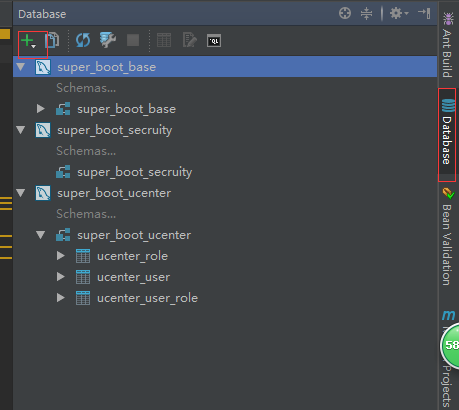 Database
QL
super_boot_base
Schemas...
super_boot_base
super_boot_secruity
Schemas...
super_boot_secruity
super_boot_ucenter
Schemas...
super_boot_ucenter
ucenter_role
ucenter_user
ucenter_user_role
Ant Build
Database
Bean Validation
m
58
Projects